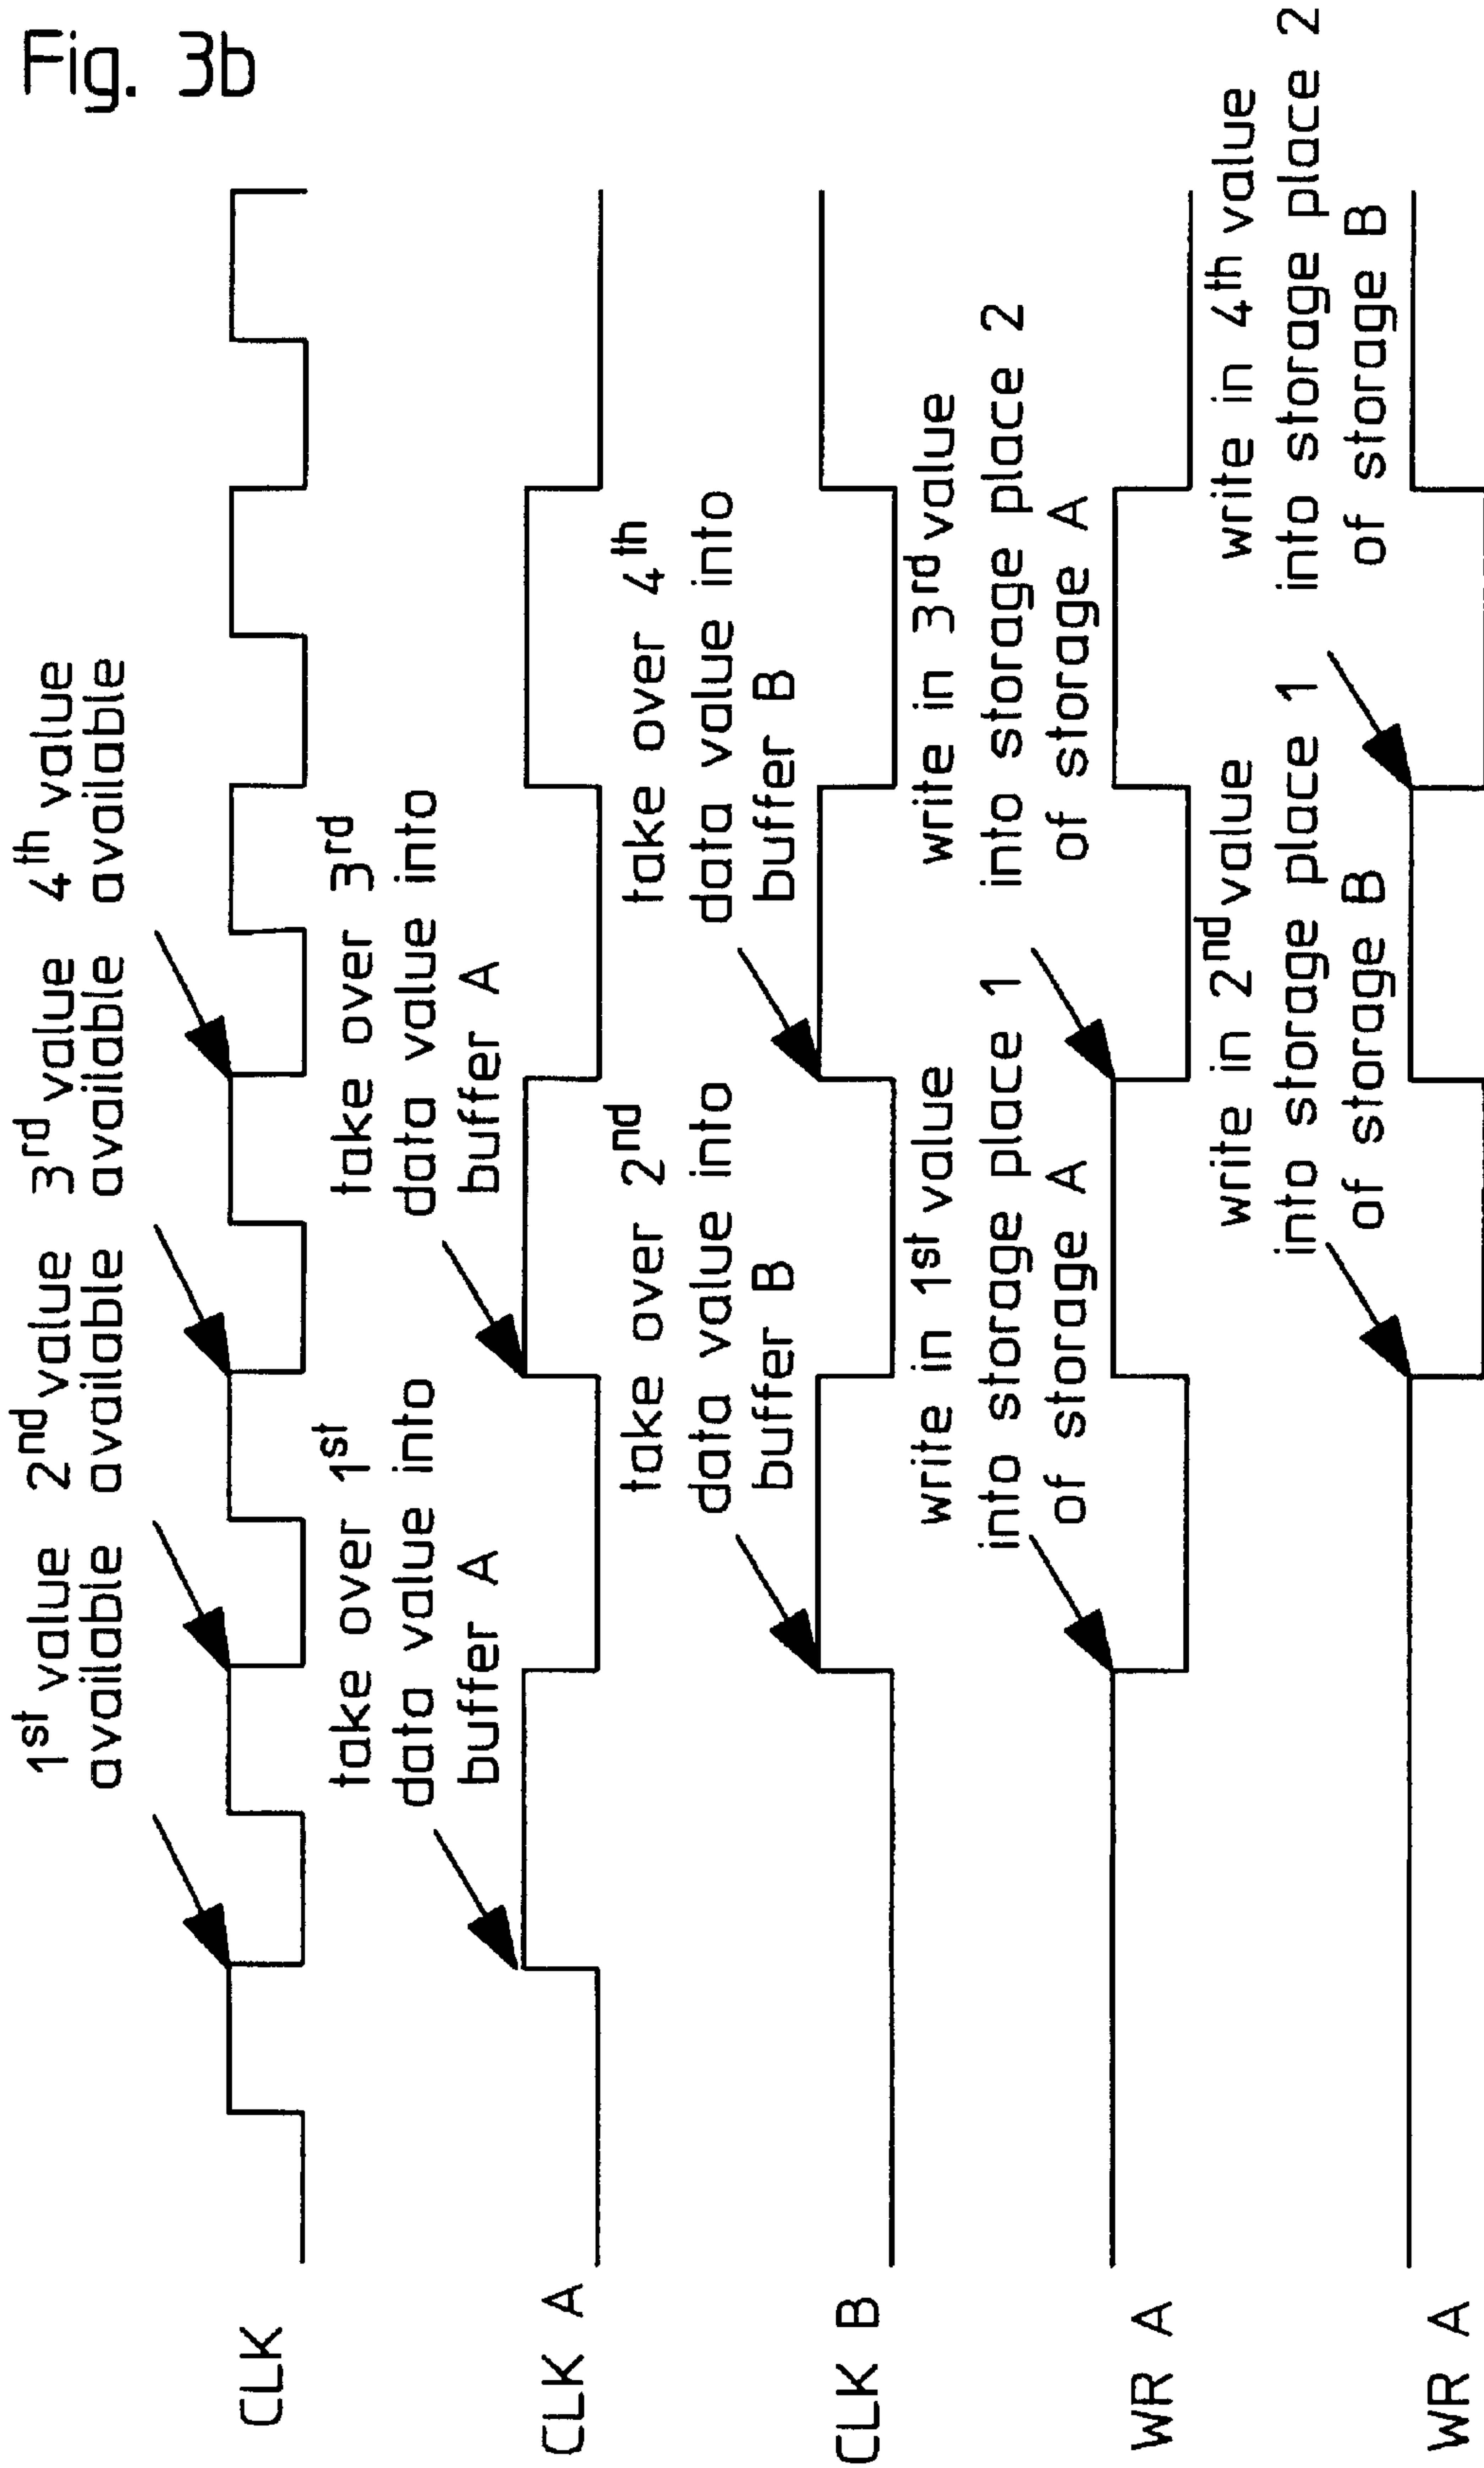 Fig. 3b
1st value
available
2nd value
available
3rd value
available
4th value
available
CLK
take over 1st
data value into
buffer A
take over 3rd
data value into
buffer A
CLK A
take over 2nd
data value into
buffer B
take over 4th
data value into
buffer B
CLK B
write in 1st value
into storage place 1
of storage A
write in 3rd value
into storage place 2
of storage A
WR A
write in 2nd value
into storage place 1
of storage B
write in 4th value
into storage place 2
of storage B
WR A